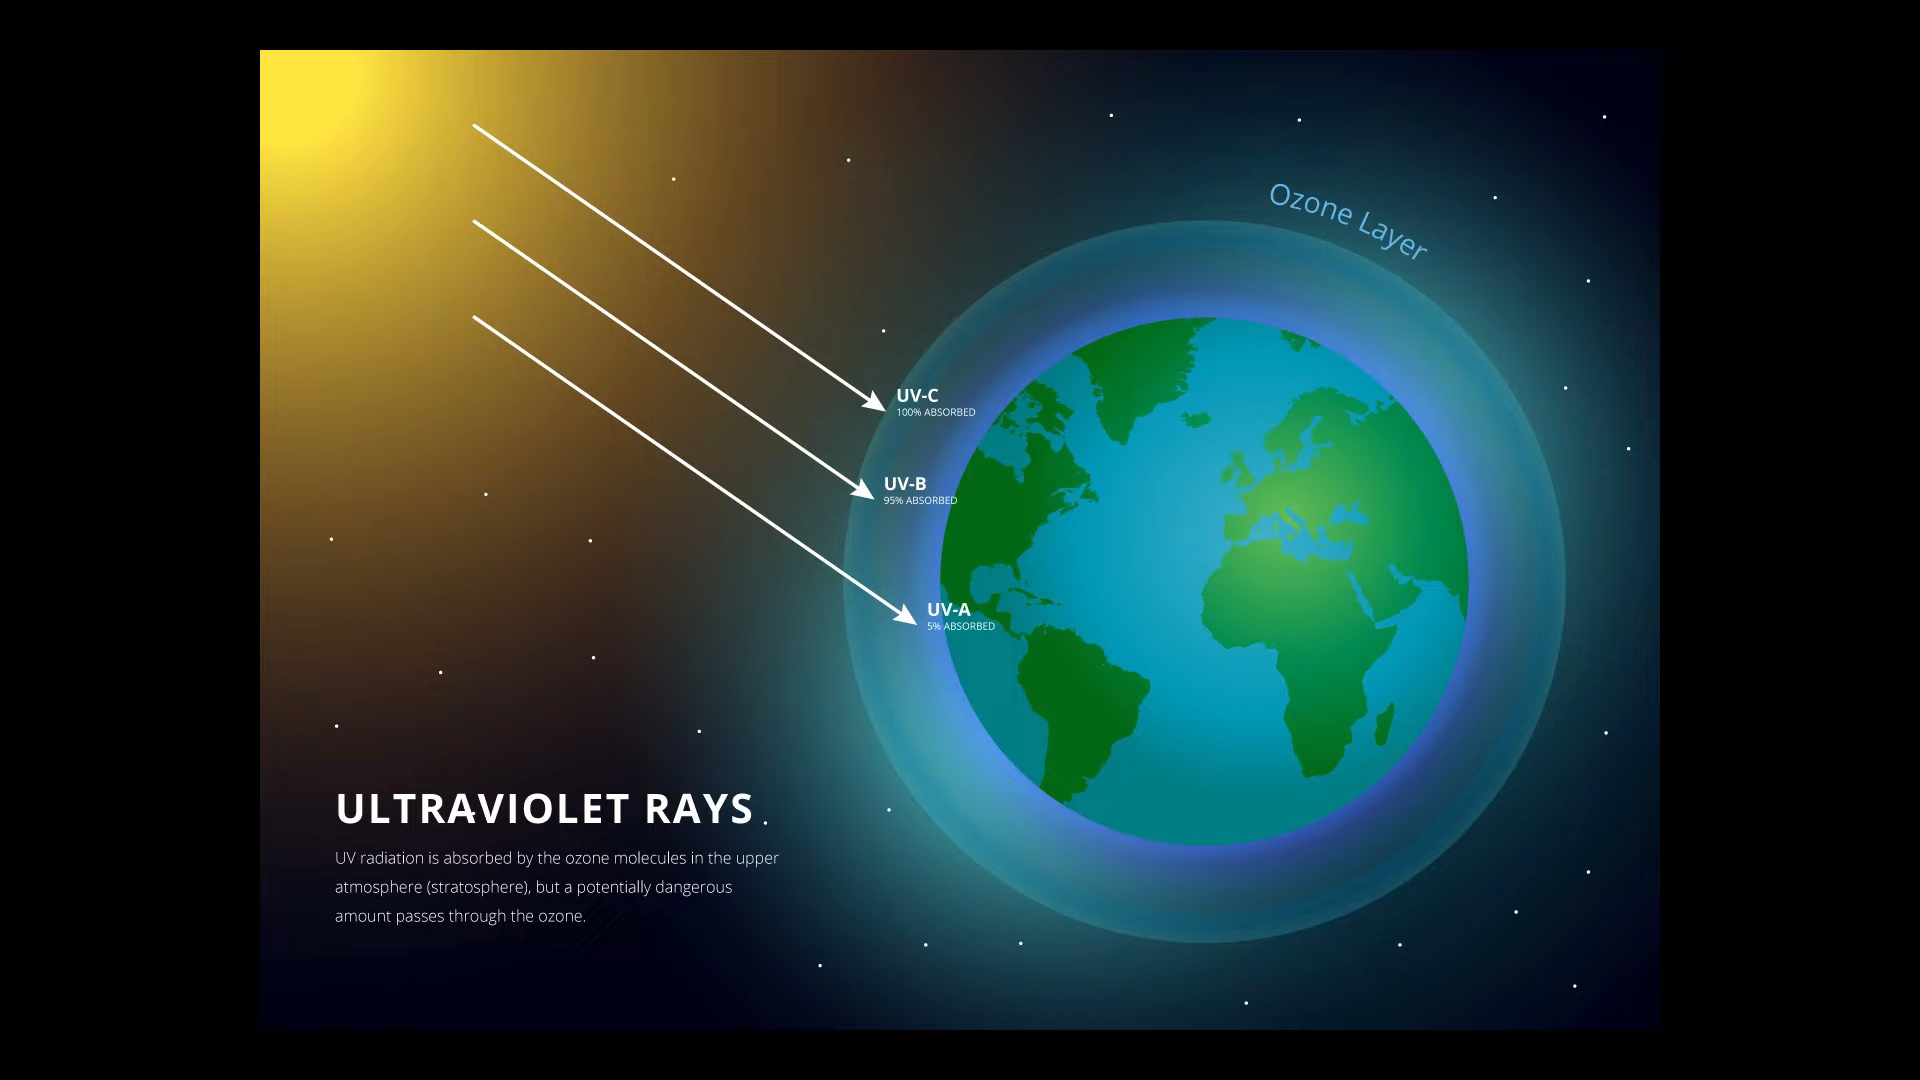 Ozone Layer
UV-C
100% ABSORBED
UV-B
95% ABSORBED
UV-A
5% ABSORBED
ULTRAVIOLET RAYS
UV radiation is absorbed by the ozone molecules in the upper
atmosphere (stratosphere), but a potentially dangerous
amount passes through the ozone.